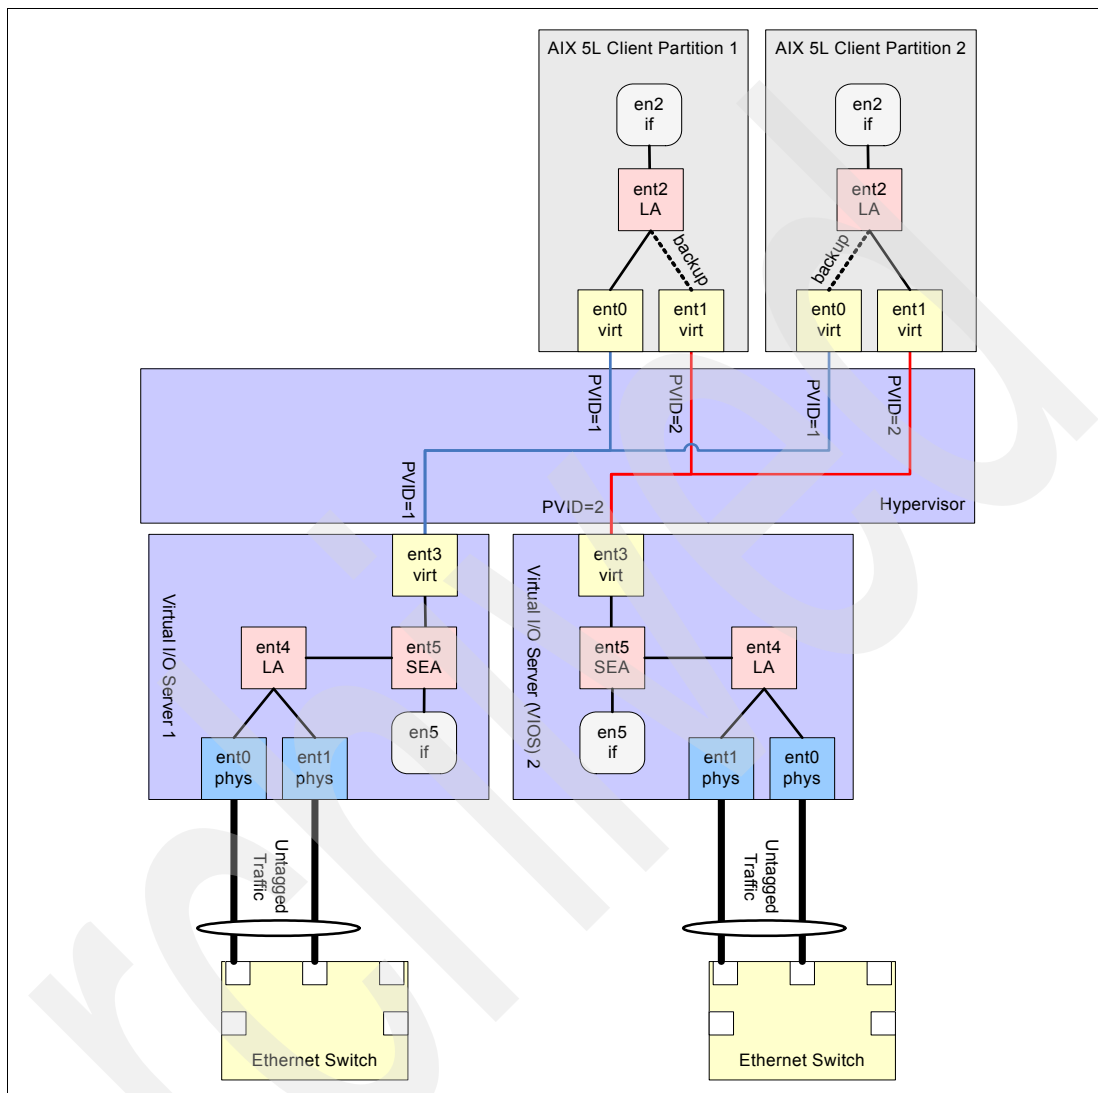 AIX 5L Client Partition 1
AIX 5L Client Partition 2
en2
if
en2
if
ent2
LA
ent2
LA
backup
backup
ent0
virt
ent1
virt
ent0
virt
ent1
virt
PVID=1
PVID=2
PVID=1
PVID=2
PVID=1
PVID=2
Hypervisor
Virtual I/O Server 1
ent3
virt
ent4
LA
ent5
SEA
en5
if
ent0
phys
ent1
phys
Virtual I/O Server (VIOS) 2
ent3
virt
ent5
SEA
ent4
LA
en5
if
ent1
phys
ent0
phys
Untagged
Traffic
Untagged
Traffic
Ethernet Switch
Ethernet Switch